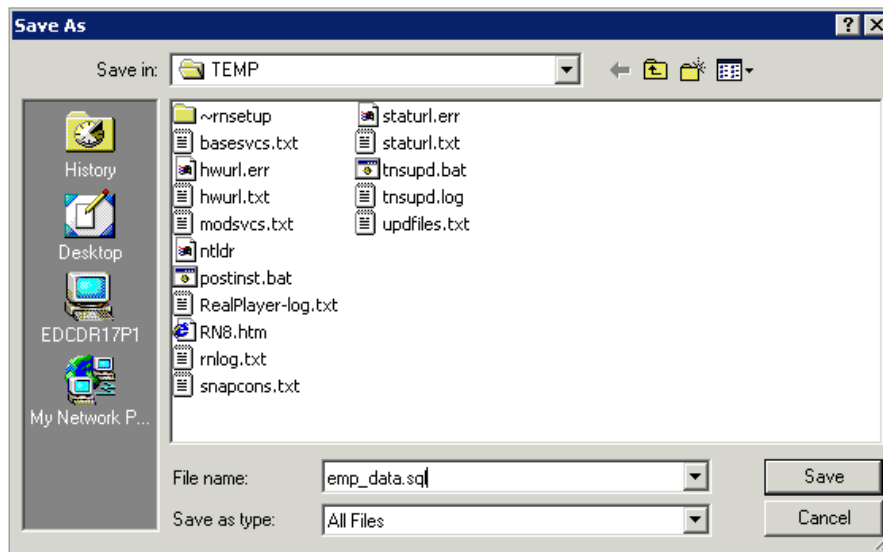 Save As
Save in: TEMP
History
Desktop
EDCDR17P1
My Network P...
~rnsetup
basesvcs.txt
hwurl.err
hwurl.txt
modsvcs.txt
ntldr
postinst.bat
RealPlayer-log.txt
RN8.htm
rnlog.txt
snapcons.txt
staturl.err
staturl.txt
tnsupd.bat
tnsupd.log
updfiles.txt
File name: emp_data.sql Save
Save as type: All Files Cancel